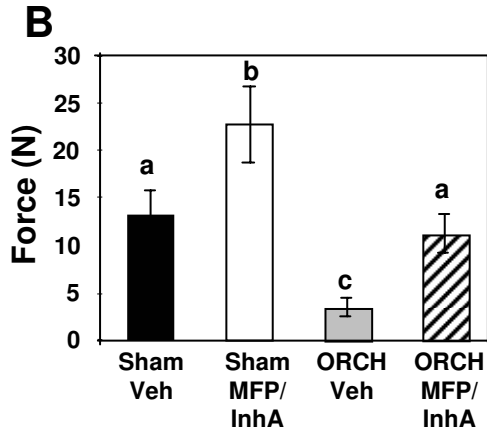 B
Force (N)
30
25
20
15
10
5
0
a
b
c
a
Sham
Veh
Sham
MFP/
InhA
ORCH
Veh
ORCH
MFP/
InhA